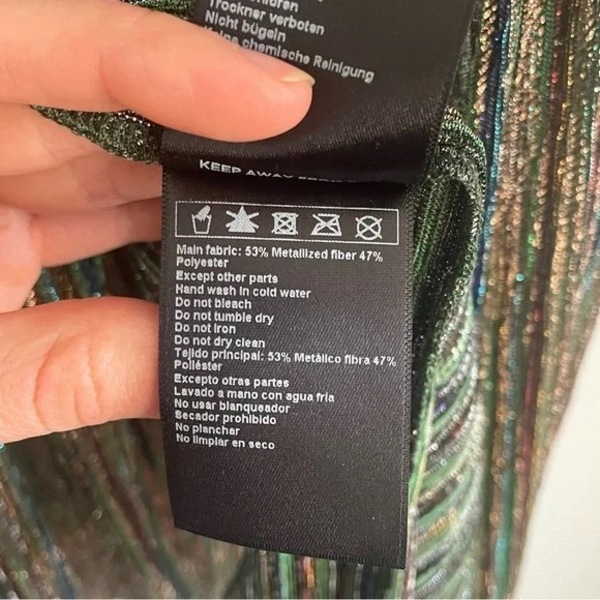 Trockner verboten
Nicht bügeln
chemische Reinigung
KEEP AWAY
Main fabric: 53% Metallized fiber 47%
Polyester
Except other parts
Hand wash in cold water
Do not bleach
Do not tumble dry
Do not iron
Do not dry clean
Tejido principal: 53% Metálico fibra 47%
Poliéster
Excepto otras partes
Lavado a mano con agua fría
No usar blanqueador
Secador prohibido
No planchar
No limpiar en seco